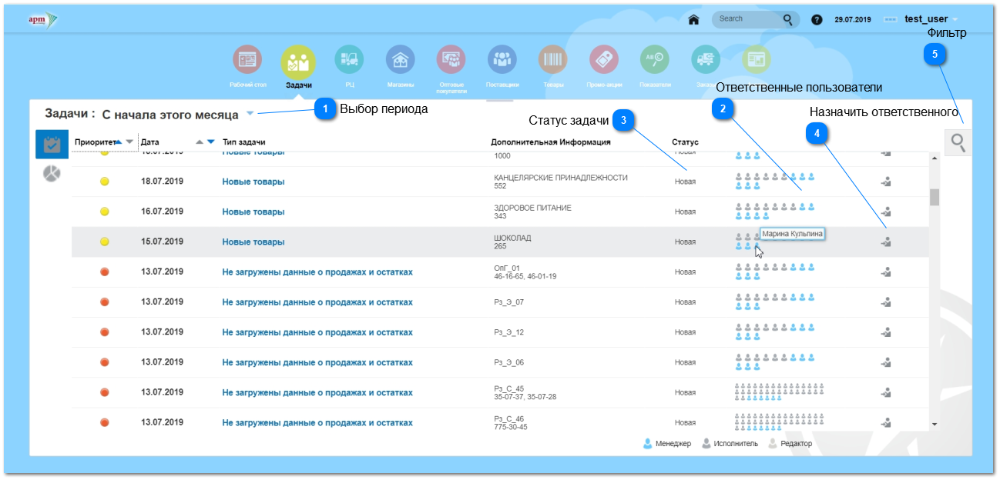 арм
Search
29.07.2019
test_user
Фильтр
5
Рабочий стол
Задачи
РЦ
Магазины
Оптовые
покупатели
Поставщики
Товары
Промо-акции
Показатели
Ответственные пользователи
Задачи : С начала этого месяца
1
Выбор периода
Статус задачи
3
2
Назначить ответственного
4
Приоритет
Дата
Тип задачи
Дополнительная Информация
Статус
16.07.2019 Новые товары 1000 Новая
18.07.2019 Новые товары КАНЦЕЛЯРСКИЕ ПРИНАДЛЕЖНОСТИ Новая
552
16.07.2019 Новые товары ЗДОРОВОЕ ПИТАНИЕ Новая
343
15.07.2019 Новые товары ШОКОЛАД Новая
265
Марина Кульпина
13.07.2019 Не загружены данные о продажах и остатках ОпГ_01 Новая
46-16-65, 46-01-19
13.07.2019 Не загружены данные о продажах и остатках Рз_Э_07 Новая
13.07.2019 Не загружены данные о продажах и остатках Рз_Э_12 Новая
13.07.2019 Не загружены данные о продажах и остатках Рз_Э_06 Новая
13.07.2019 Не загружены данные о продажах и остатках Рз_С_45 Новая
35-07-37, 35-07-28
13.07.2019 Не загружены данные о продажах и остатках Рз_С_46 Новая
775-30-45
Менеджер Исполнитель Редактор